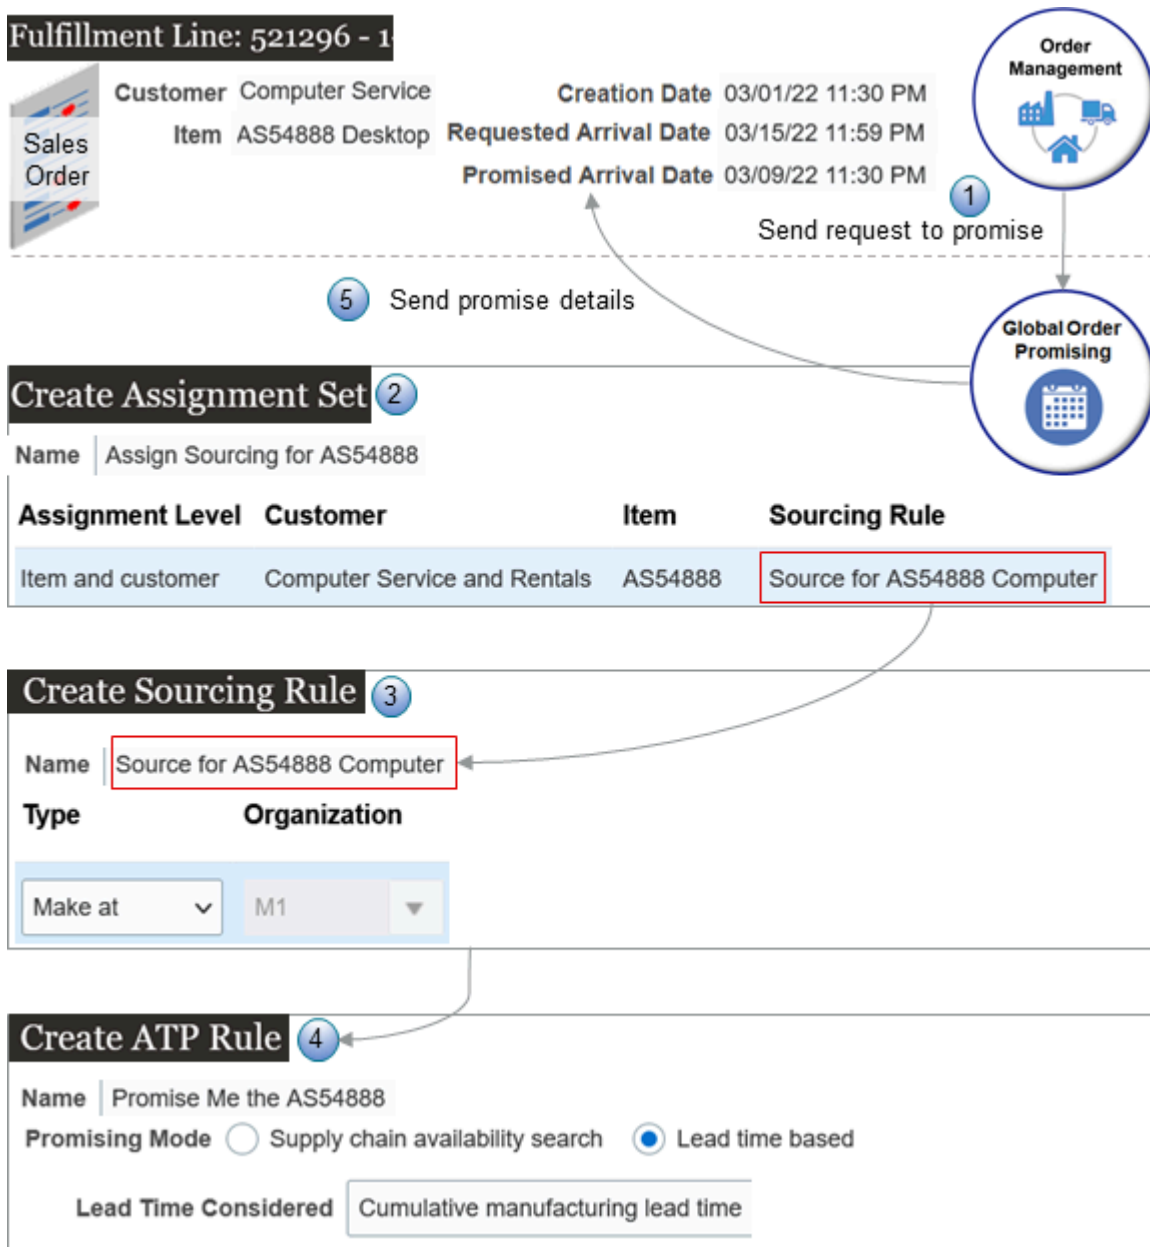 Fulfillment Line: 521296 - 1
Sales
Order
Customer Computer Service
Item AS54888 Desktop
Creation Date 03/01/22 11:30 PM
Requested Arrival Date 03/15/22 11:59 PM
Promised Arrival Date 03/09/22 11:30 PM
Order
Management
1
Send request to promise
5 Send promise details
Global Order
Promising
Create Assignment Set 2
Name Assign Sourcing for AS54888
Assignment Level Customer Item Sourcing Rule
Item and customer Computer Service and Rentals AS54888 Source for AS54888 Computer
Create Sourcing Rule 3
Name Source for AS54888 Computer
Type Organization
Make at M1
Create ATP Rule 4
Name Promise Me the AS54888
Promising Mode Supply chain availability search Lead time based
Lead Time Considered Cumulative manufacturing lead time